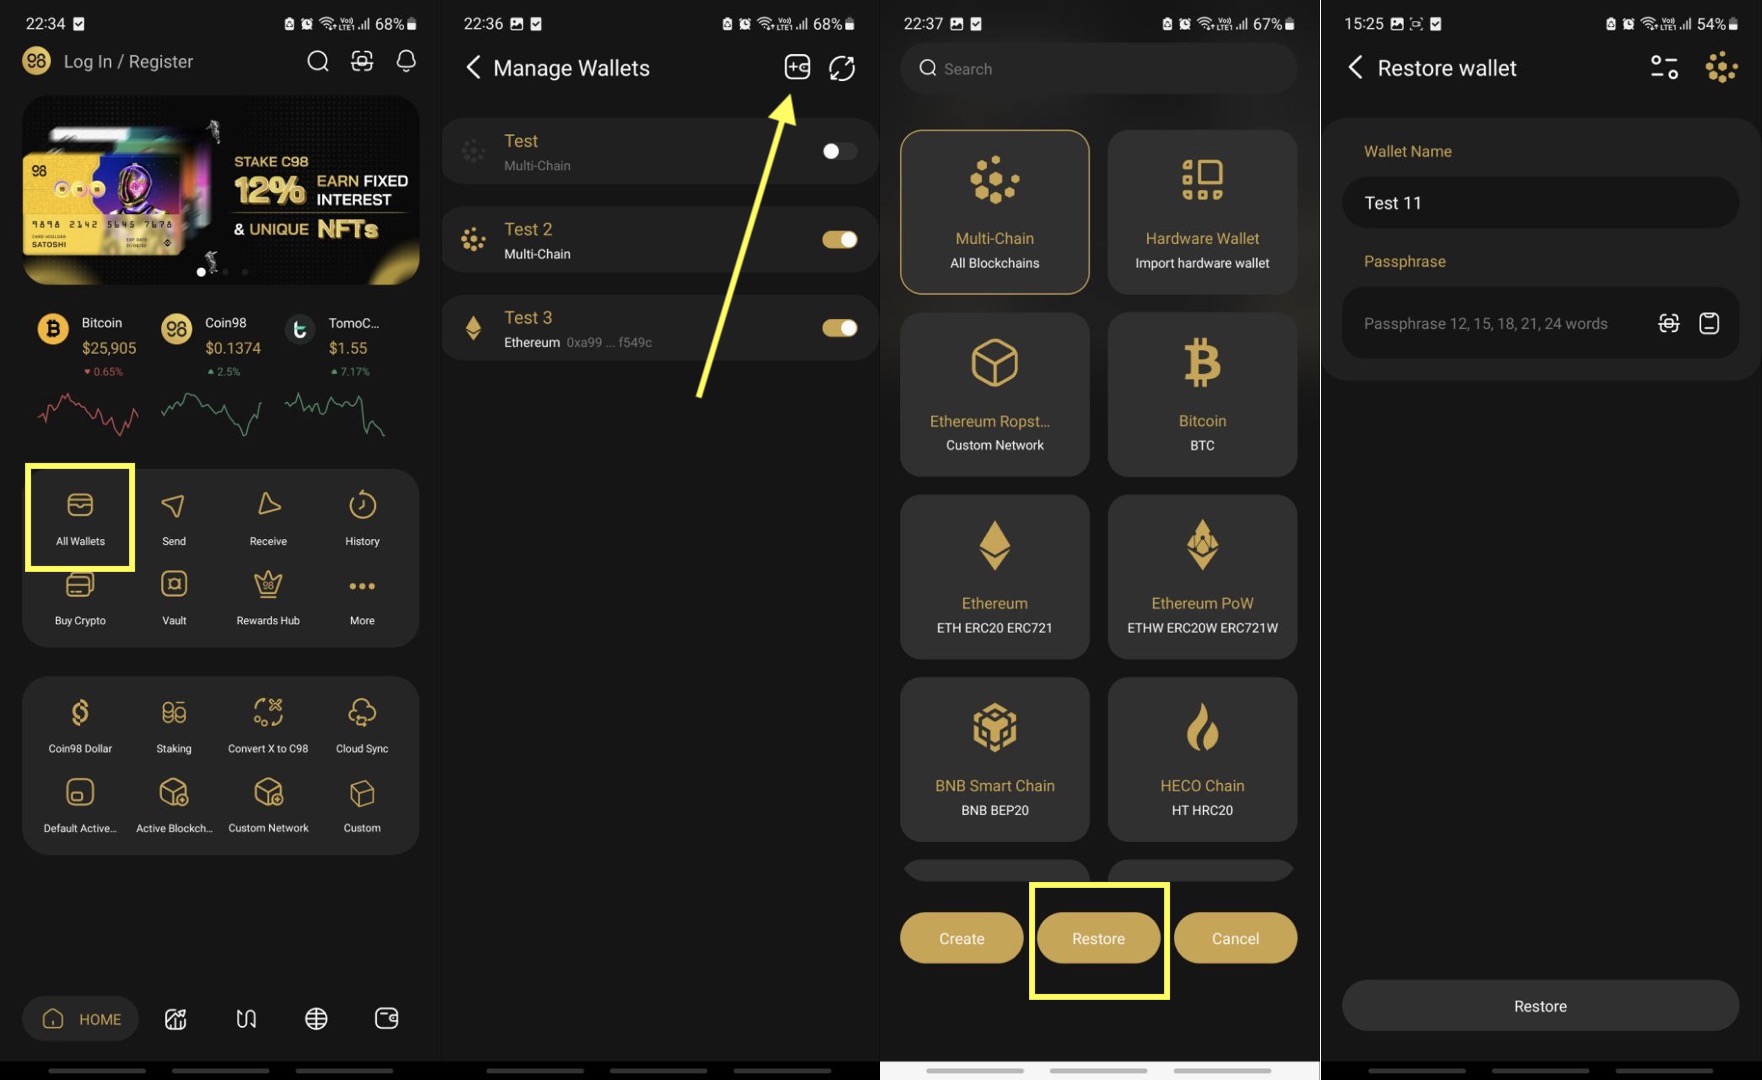 22:34
68%
98
Log In / Register
98
STAKE C98
12% EARN FIXED
INTEREST
& UNIQUE NFTs
9898 2142 5645 7678
SATOSHI
Bitcoin
$25,905
0.65%
98
Coin98
$0.1374
2.5%
TomoC...
$1.55
7.17%
All Wallets
Send
Receive
History
Buy Crypto
Vault
98
Rewards Hub
More
Coin98 Dollar
Staking
Convert X to C98
Cloud Sync
Default Active...
Active Blockch...
Custom Network
Custom
HOME
22:36
68%
Manage Wallets
Test
Multi-Chain
Test 2
Multi-Chain
Test 3
Ethereum 0xa99 ... f549c
22:37
67%
Search
Multi-Chain
All Blockchains
Hardware Wallet
Import hardware wallet
Ethereum Ropst...
Custom Network
Bitcoin
BTC
Ethereum
ETH ERC20 ERC721
Ethereum PoW
ETHW ERC20W ERC721W
BNB Smart Chain
BNB BEP20
HECO Chain
HT HRC20
Create
Restore
Cancel
15:25
54%
Restore wallet
Wallet Name
Test 11
Passphrase
Passphrase 12, 15, 18, 21, 24 words
Restore